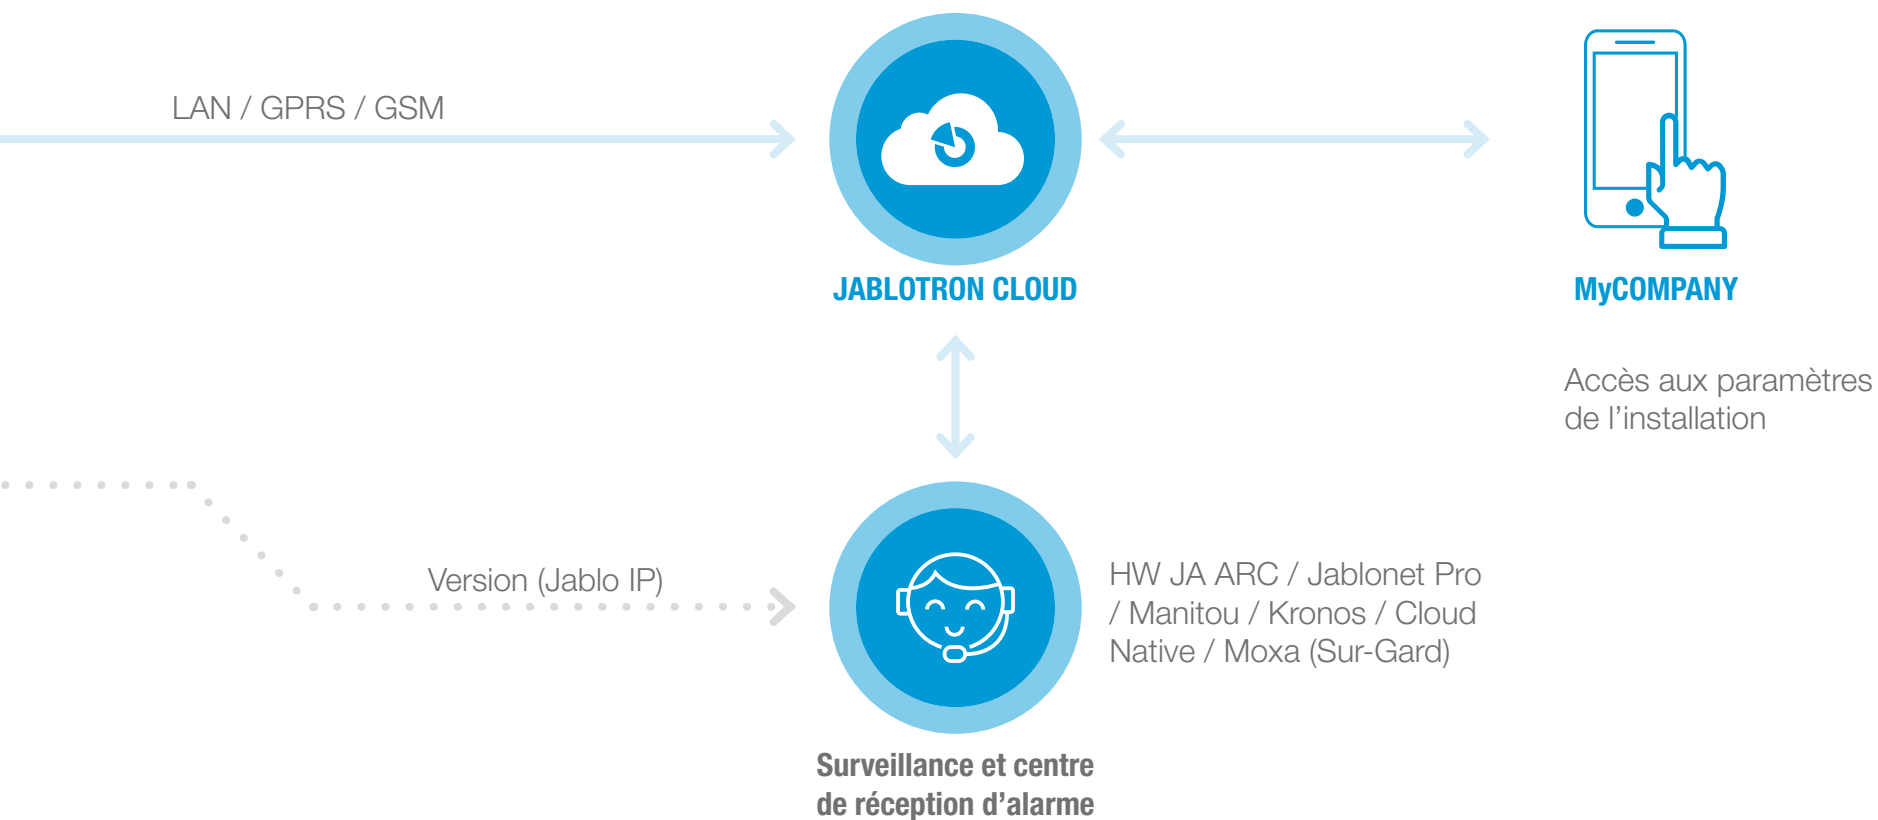 LAN / GPRS / GSM
JABLOTRON CLOUD
MyCOMPANY
Accès aux paramètres
de l’installation
Version (Jablo IP)
HW JA ARC / Jablonet Pro
/ Manitou / Kronos / Cloud
Native / Moxa (Sur-Gard)
Surveillance et centre
de réception d’alarme